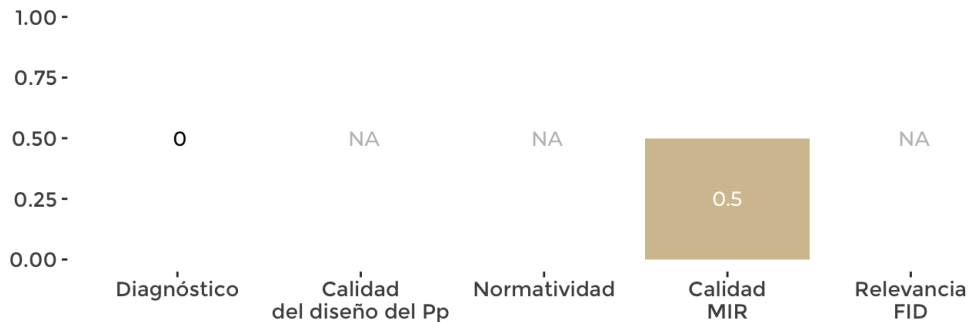 1.00
0.75
0.50
0.25
0.00
0
NA
NA
0.5
NA
Diagnóstico
Calidad
del diseño del Pp
Normatividad
Calidad
MIR
Relevancia
FID